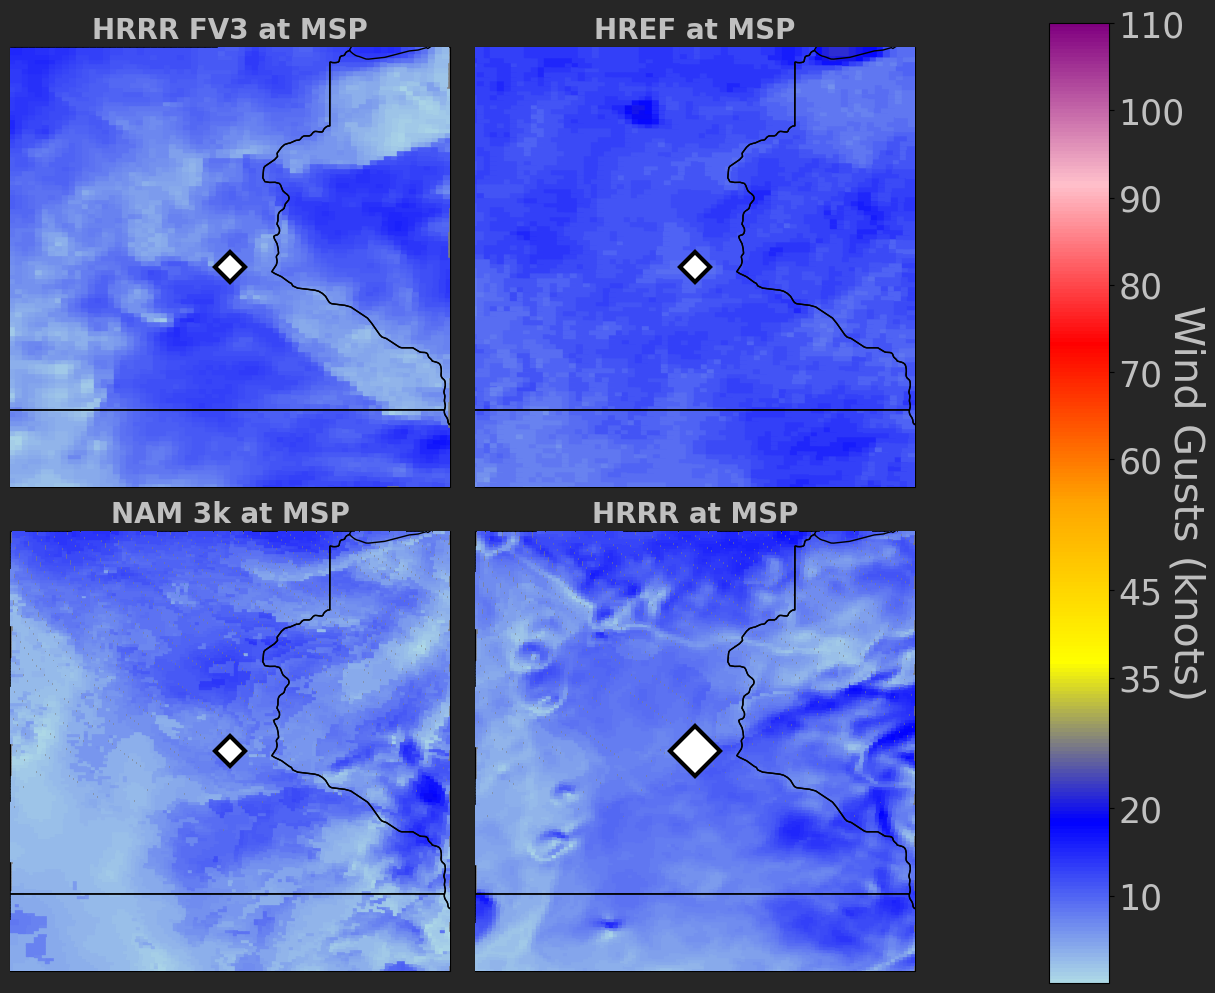 HRRR FV3 at MSP
HREF at MSP
NAM 3k at MSP
HRRR at MSP
110
100
90
80
70
60
45
35
20
10
Wind Gusts (knots)